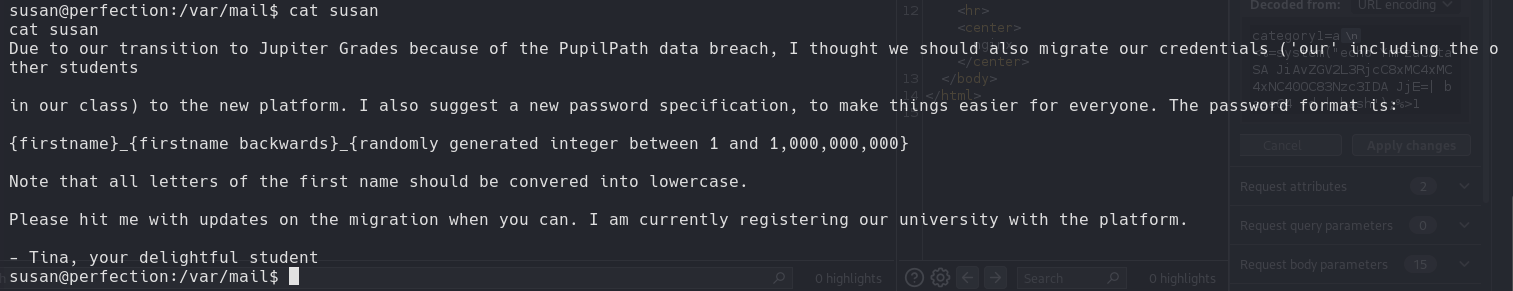 susan@perfection:/var/mail$ cat susan
cat susan
Due to our transition to Jupiter Grades because of the PupilPath data breach, I thought we should also migrate our credentials ('our' including the o
ther students
in our class) to the new platform. I also suggest a new password specification, to make things easier for everyone. The password format is:
{firstname}_{firstname backwards}_{randomly generated integer between 1 and 1,000,000,000}
Note that all letters of the first name should be convered into lowercase.
Please hit me with updates on the migration when you can. I am currently registering our university with the platform.
- Tina, your delightful student
susan@perfection:/var/mail$
12 <hr>
<center>
</center>
13 </body>
14 </html>
15
0 highlights
Search
0 highlights
Decoded from: URL encoding
category1=a\n
Cancel
Apply changes
Request attributes 2
Request query parameters 0
Request body parameters 15